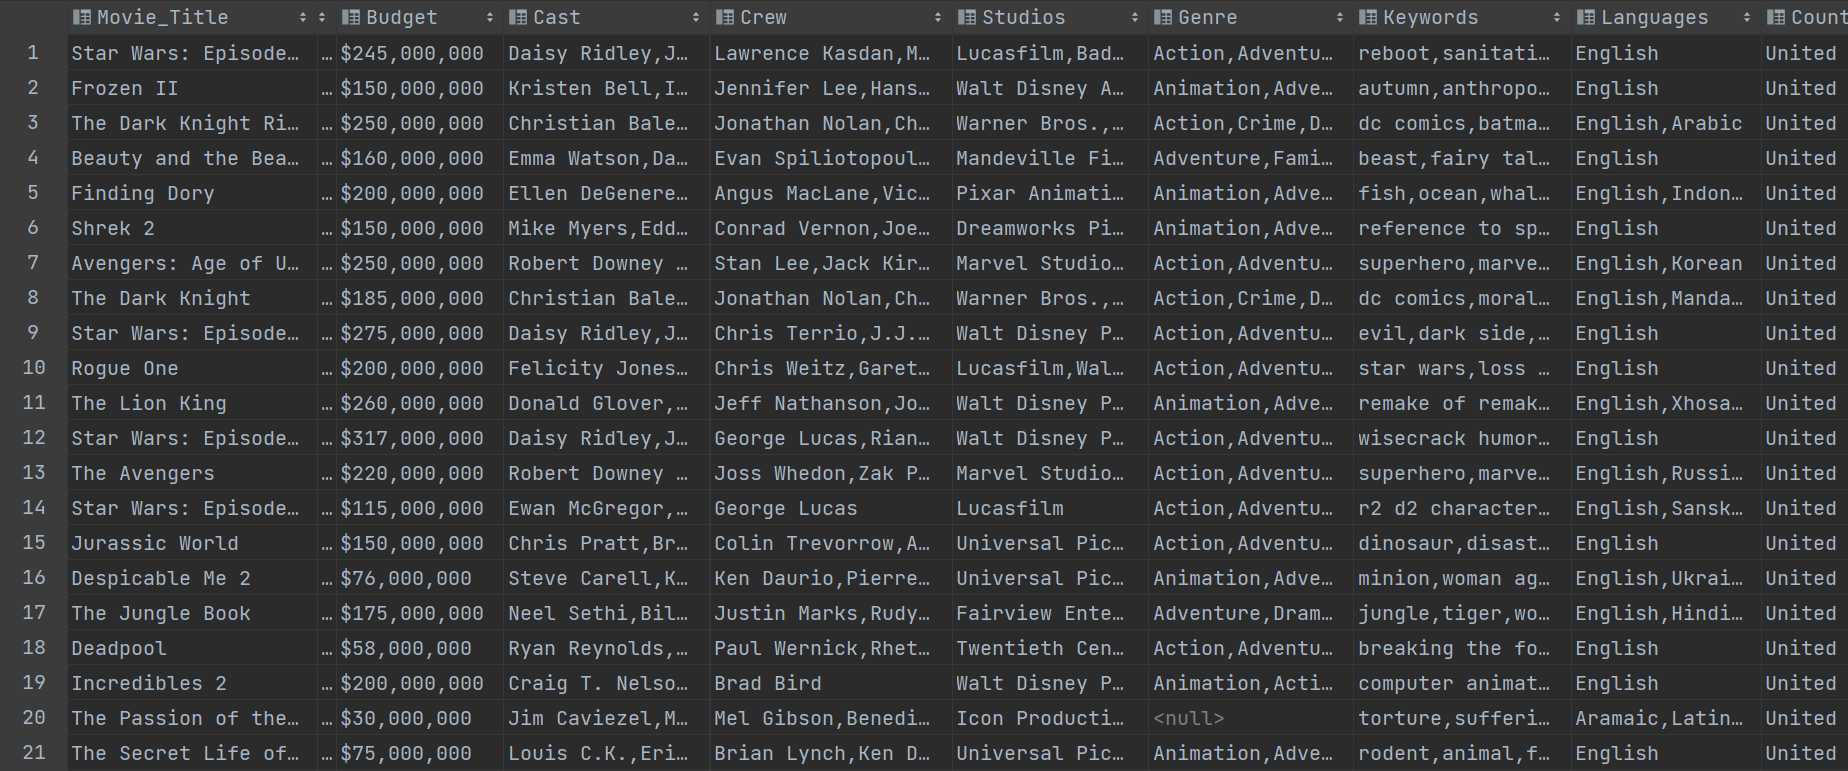 Movie_Title Budget Cast Crew Studios Genre Keywords Languages Count
1 Star Wars: Episode… … $245,000,000 Daisy Ridley,J… Lawrence Kasdan,M… Lucasfilm,Bad… Action,Adventu… reboot,sanitati… English United
2 Frozen II … $150,000,000 Kristen Bell,I… Jennifer Lee,Hans… Walt Disney A… Animation,Adve… autumn,anthropo… English United
3 The Dark Knight Ri… … $250,000,000 Christian Bale… Jonathan Nolan,Ch… Warner Bros.,… Action,Crime,D… dc comics,batma… English,Arabic United
4 Beauty and the Bea… … $160,000,000 Emma Watson,Da… Evan Spiliotopoul… Mandeville Fi… Adventure,Fami… beast,fairy tal… English United
5 Finding Dory … $200,000,000 Ellen DeGenere… Angus MacLane,Vic… Pixar Animati… Animation,Adve… fish,ocean,whal… English,Indon… United
6 Shrek 2 … $150,000,000 Mike Myers,Edd… Conrad Vernon,Joe… Dreamworks Pi… Animation,Adve… reference to sp… English United
7 Avengers: Age of U… … $250,000,000 Robert Downey … Stan Lee,Jack Kir… Marvel Studio… Action,Adventu… superhero,marve… English,Korean United
8 The Dark Knight … $185,000,000 Christian Bale… Jonathan Nolan,Ch… Warner Bros.,… Action,Crime,D… dc comics,moral… English,Manda… United
9 Star Wars: Episode… … $275,000,000 Daisy Ridley,J… Chris Terrio,J.J.… Walt Disney P… Action,Adventu… evil,dark side,… English United
10 Rogue One … $200,000,000 Felicity Jones… Chris Weitz,Garet… Lucasfilm,Wal… Action,Adventu… star wars,loss … English United
11 The Lion King … $260,000,000 Donald Glover,… Jeff Nathanson,Jo… Walt Disney P… Animation,Adve… remake of remak… English,Xhosa… United
12 Star Wars: Episode… … $317,000,000 Daisy Ridley,J… George Lucas,Rian… Walt Disney P… Action,Adventu… wisecrack humor… English United
13 The Avengers … $220,000,000 Robert Downey … Joss Whedon,Zak P… Marvel Studio… Action,Adventu… superhero,marve… English,Russi… United
14 Star Wars: Episode… … $115,000,000 Ewan McGregor,… George Lucas Lucasfilm Action,Adventu… r2 d2 character… English,Sansk… United
15 Jurassic World … $150,000,000 Chris Pratt,Br… Colin Trevorrow,A… Universal Pic… Action,Adventu… dinosaur,disast… English United
16 Despicable Me 2 … $76,000,000 Steve Carell,K… Ken Daurio,Pierre… Universal Pic… Animation,Adve… minion,woman ag… English,Ukrai… United
17 The Jungle Book … $175,000,000 Neel Sethi,Bil… Justin Marks,Rudy… Fairview Ente… Adventure,Dram… jungle,tiger,wo… English,Hindi… United
18 Deadpool … $58,000,000 Ryan Reynolds,… Paul Wernick,Rhet… Twentieth Cen… Action,Adventu… breaking the fo… English United
19 Incredibles 2 … $200,000,000 Craig T. Nelso… Brad Bird Walt Disney P… Animation,Acti… computer animat… English United
20 The Passion of the… … $30,000,000 Jim Caviezel,M… Mel Gibson,Benedi… Icon Producti… <null> torture,sufferi… Aramaic,Latin… United
21 The Secret Life of… … $75,000,000 Louis C.K.,Eri… Brian Lynch,Ken D… Universal Pic… Animation,Adve… rodent,animal,f… English United